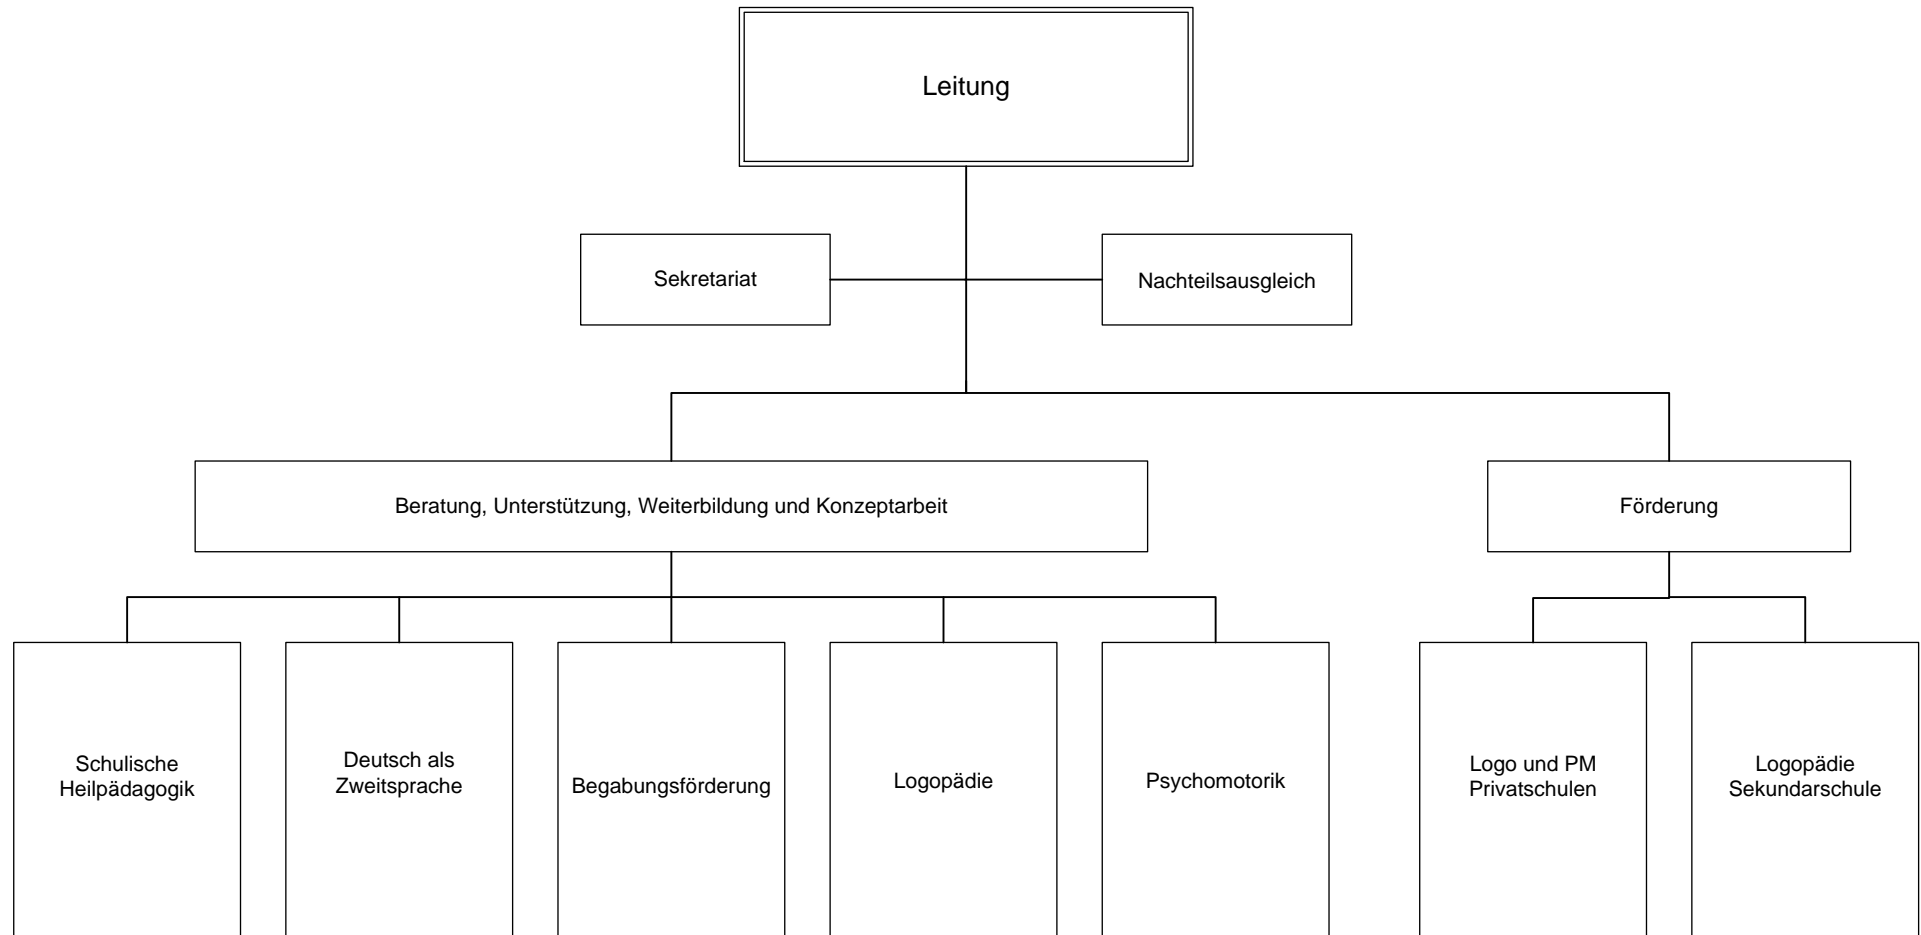 Leitung
Sekretariat
Nachteilsausgleich
Beratung, Unterstützung, Weiterbildung und Konzeptarbeit
Förderung
Schulische
Heilpädagogik
Deutsch als
Zweitsprache
Begabungsförderung
Logopädie
Psychomotorik
Logo und PM
Privatschulen
Logopädie
Sekundarschule